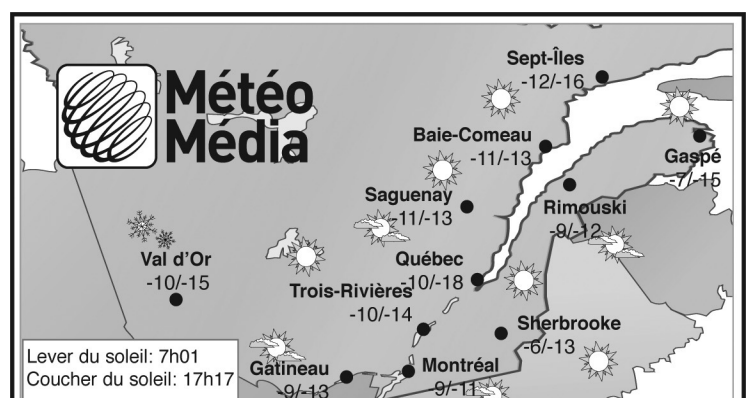 Météo
Média
Sept-Îles
-12/-16
Baie-Comeau
-11/-13
Gaspé
-7/-15
Saguenay
-11/-13
Rimouski
-9/-12
Val d'Or
-10/-15
Québec
-10/-18
Trois-Rivières
-10/-14
Sherbrooke
-6/-13
Lever du soleil: 7h01
Coucher du soleil: 17h17
Gatineau
-9/-13
Montréal
-9/-11